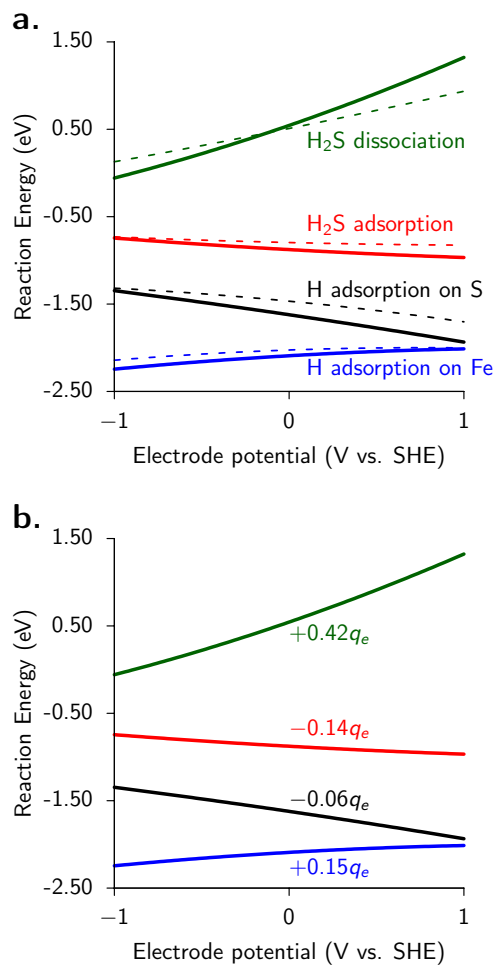 a.
1.50
0.50
-0.50
-1.50
-2.50
Reaction Energy (eV)
H₂S dissociation
H₂S adsorption
H adsorption on S
H adsorption on Fe
−1
0
1
Electrode potential (V vs. SHE)
b.
1.50
0.50
-0.50
-1.50
-2.50
Reaction Energy (eV)
+0.42qₑ
−0.14qₑ
−0.06qₑ
+0.15qₑ
−1
0
1
Electrode potential (V vs. SHE)